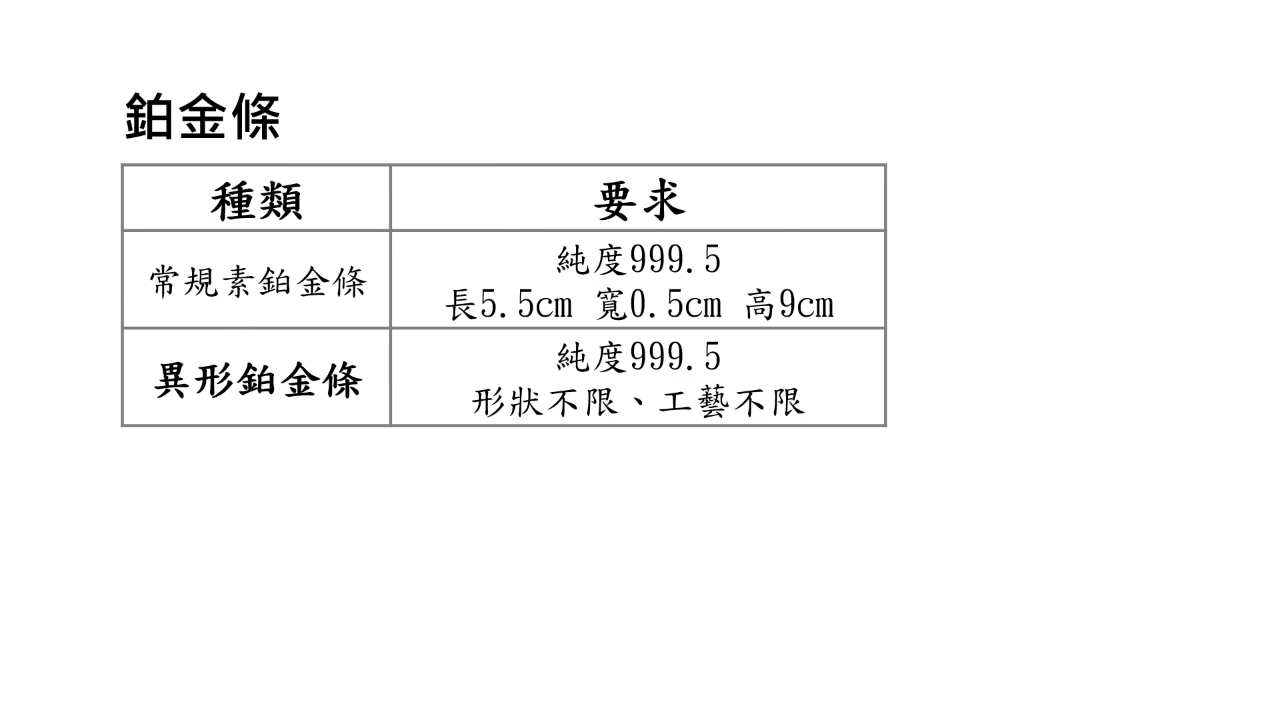 鉑金條
種類
要求
常規素鉑金條
純度999.5
長5.5cm 寬0.5cm 高9cm
異形鉑金條
純度999.5
形狀不限、工藝不限